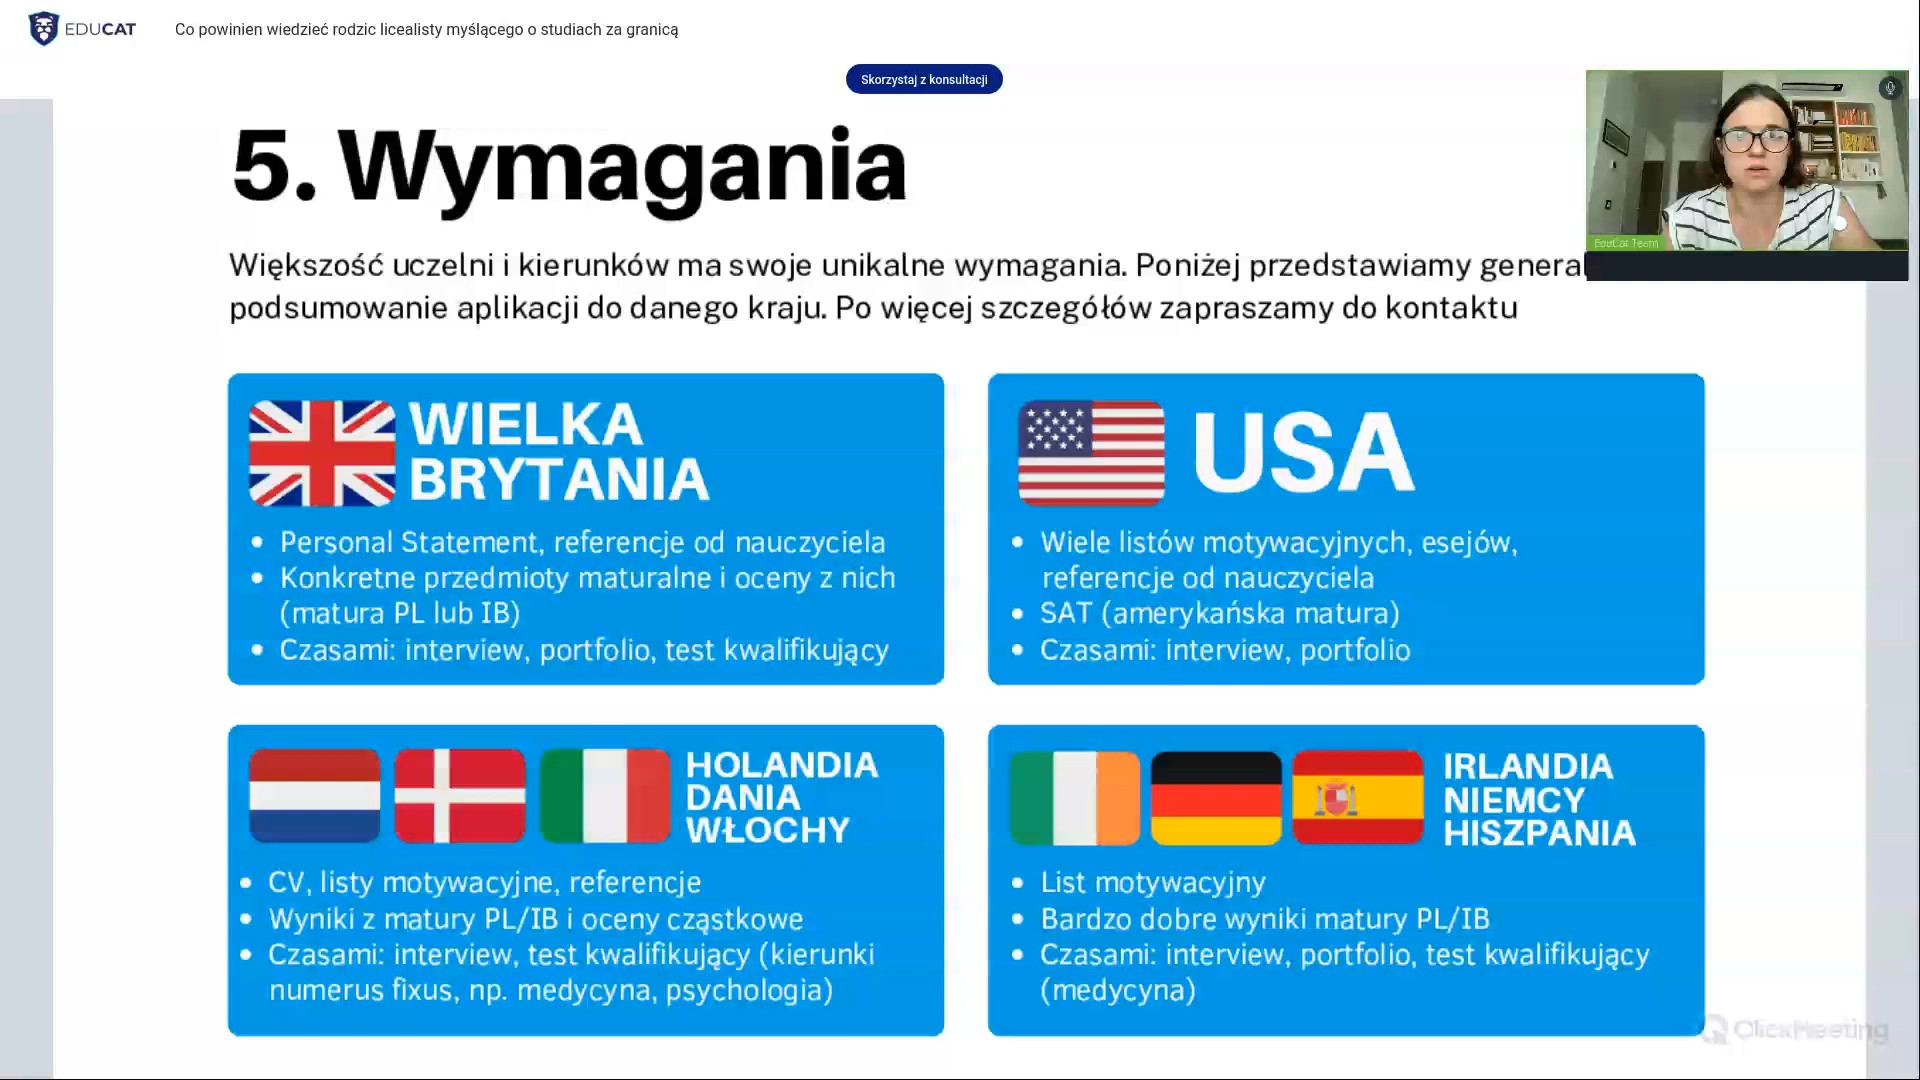 EDUCAT
Co powinien wiedzieć rodzic licealisty myślącego o studiach za granicą
Skorzystaj z konsultacji
5. Wymagania
EduCat Team
Większość uczelni i kierunków ma swoje unikalne wymagania. Poniżej przedstawiamy general
podsumowanie aplikacji do danego kraju. Po więcej szczegółów zapraszamy do kontaktu
WIELKA
BRYTANIA
• Personal Statement, referencje od nauczyciela
• Konkretne przedmioty maturalne i oceny z nich
(matura PL lub IB)
• Czasami: interview, portfolio, test kwalifikujący
USA
• Wiele listów motywacyjnych, esejów,
referencje od nauczyciela
• SAT (amerykańska matura)
• Czasami: interview, portfolio
HOLANDIA
DANIA
WŁOCHY
• CV, listy motywacyjne, referencje
• Wyniki z matury PL/IB i oceny cząstkowe
• Czasami: interview, test kwalifikujący (kierunki
numerus fixus, np. medycyna, psychologia)
IRLANDIA
NIEMCY
HISZPANIA
• List motywacyjny
• Bardzo dobre wyniki matury PL/IB
• Czasami: interview, portfolio, test kwalifikujący
(medycyna)
ClickMeeting